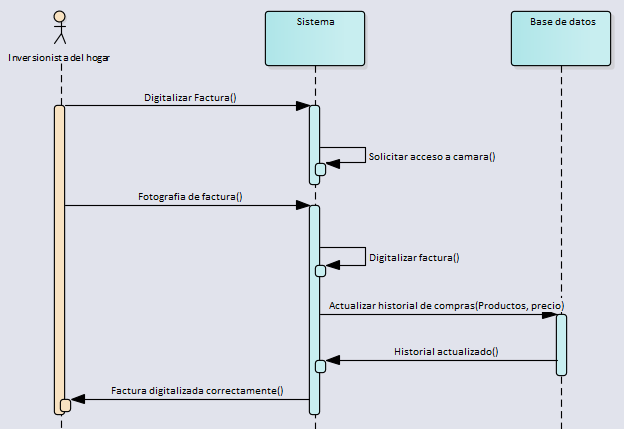 Sistema
Base de datos
Inversionista del hogar
Digitalizar Factura()
Solicitar acceso a camara()
Fotografia de factura()
Digitalizar factura()
Actualizar historial de compras(Productos, precio)
Historial actualizado()
Factura digitalizada correctamente()